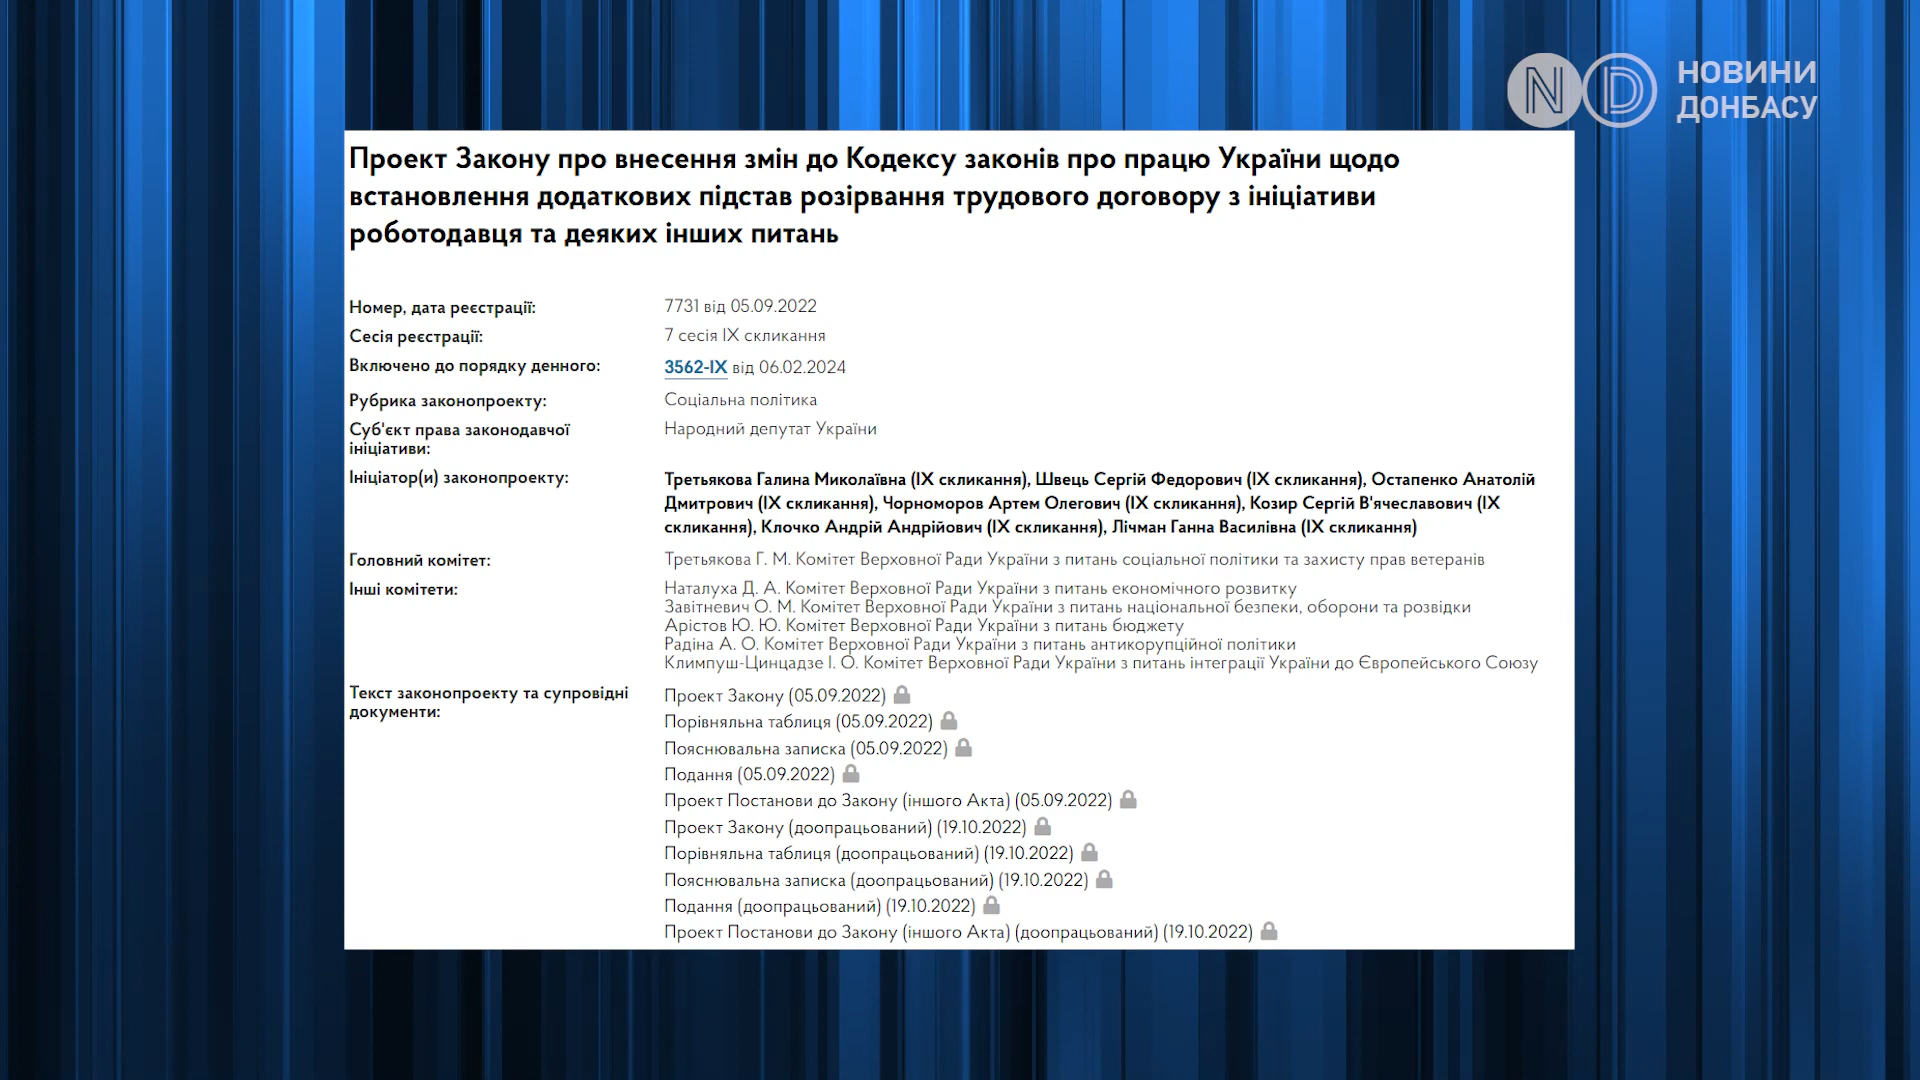 НОВИНИ
ДОНБАСУ
Проект Закону про внесення змін до Кодексу законів про працю України щодо
встановлення додаткових підстав розірвання трудового договору з ініціативи
роботодавця та деяких інших питань
Номер, дата реєстрації: 7731 від 05.09.2022
Сесія реєстрації: 7 сесія IX скликання
Включено до порядку денного: 3562-IX від 06.02.2024
Рубрика законопроекту: Соціальна політика
Суб'єкт права законодавчої Народний депутат України
ініціативи:
Ініціатор(и) законопроекту: Третьякова Галина Миколаївна (IX скликання), Швець Сергій Федорович (IX скликання), Остапенко Анатолій
Дмитрович (IX скликання), Чорноморов Артем Олегович (IX скликання), Козир Сергій В'ячеславович (IX
скликання), Клочко Андрій Андрійович (IX скликання), Лічман Ганна Василівна (IX скликання)
Головний комітет: Третьякова Г. М. Комітет Верховної Ради України з питань соціальної політики та захисту прав ветеранів
Інші комітети: Наталуха Д. А. Комітет Верховної Ради України з питань економічного розвитку
Завітневич О. М. Комітет Верховної Ради України з питань національної безпеки, оборони та розвідки
Арістов Ю. Ю. Комітет Верховної Ради України з питань бюджету
Радіна А. О. Комітет Верховної Ради України з питань антикорупційної політики
Климпуш-Цинцадзе І. О. Комітет Верховної Ради України з питань інтеграції України до Європейського Союзу
Текст законопроекту та супровідні Проект Закону (05.09.2022)
документи:
Порівняльна таблиця (05.09.2022)
Пояснювальна записка (05.09.2022)
Подання (05.09.2022)
Проект Постанови до Закону (іншого Акта) (05.09.2022)
Проект Закону (доопрацьований) (19.10.2022)
Порівняльна таблиця (доопрацьований) (19.10.2022)
Пояснювальна записка (доопрацьований) (19.10.2022)
Подання (доопрацьований) (19.10.2022)
Проект Постанови до Закону (іншого Акта) (доопрацьований) (19.10.2022)